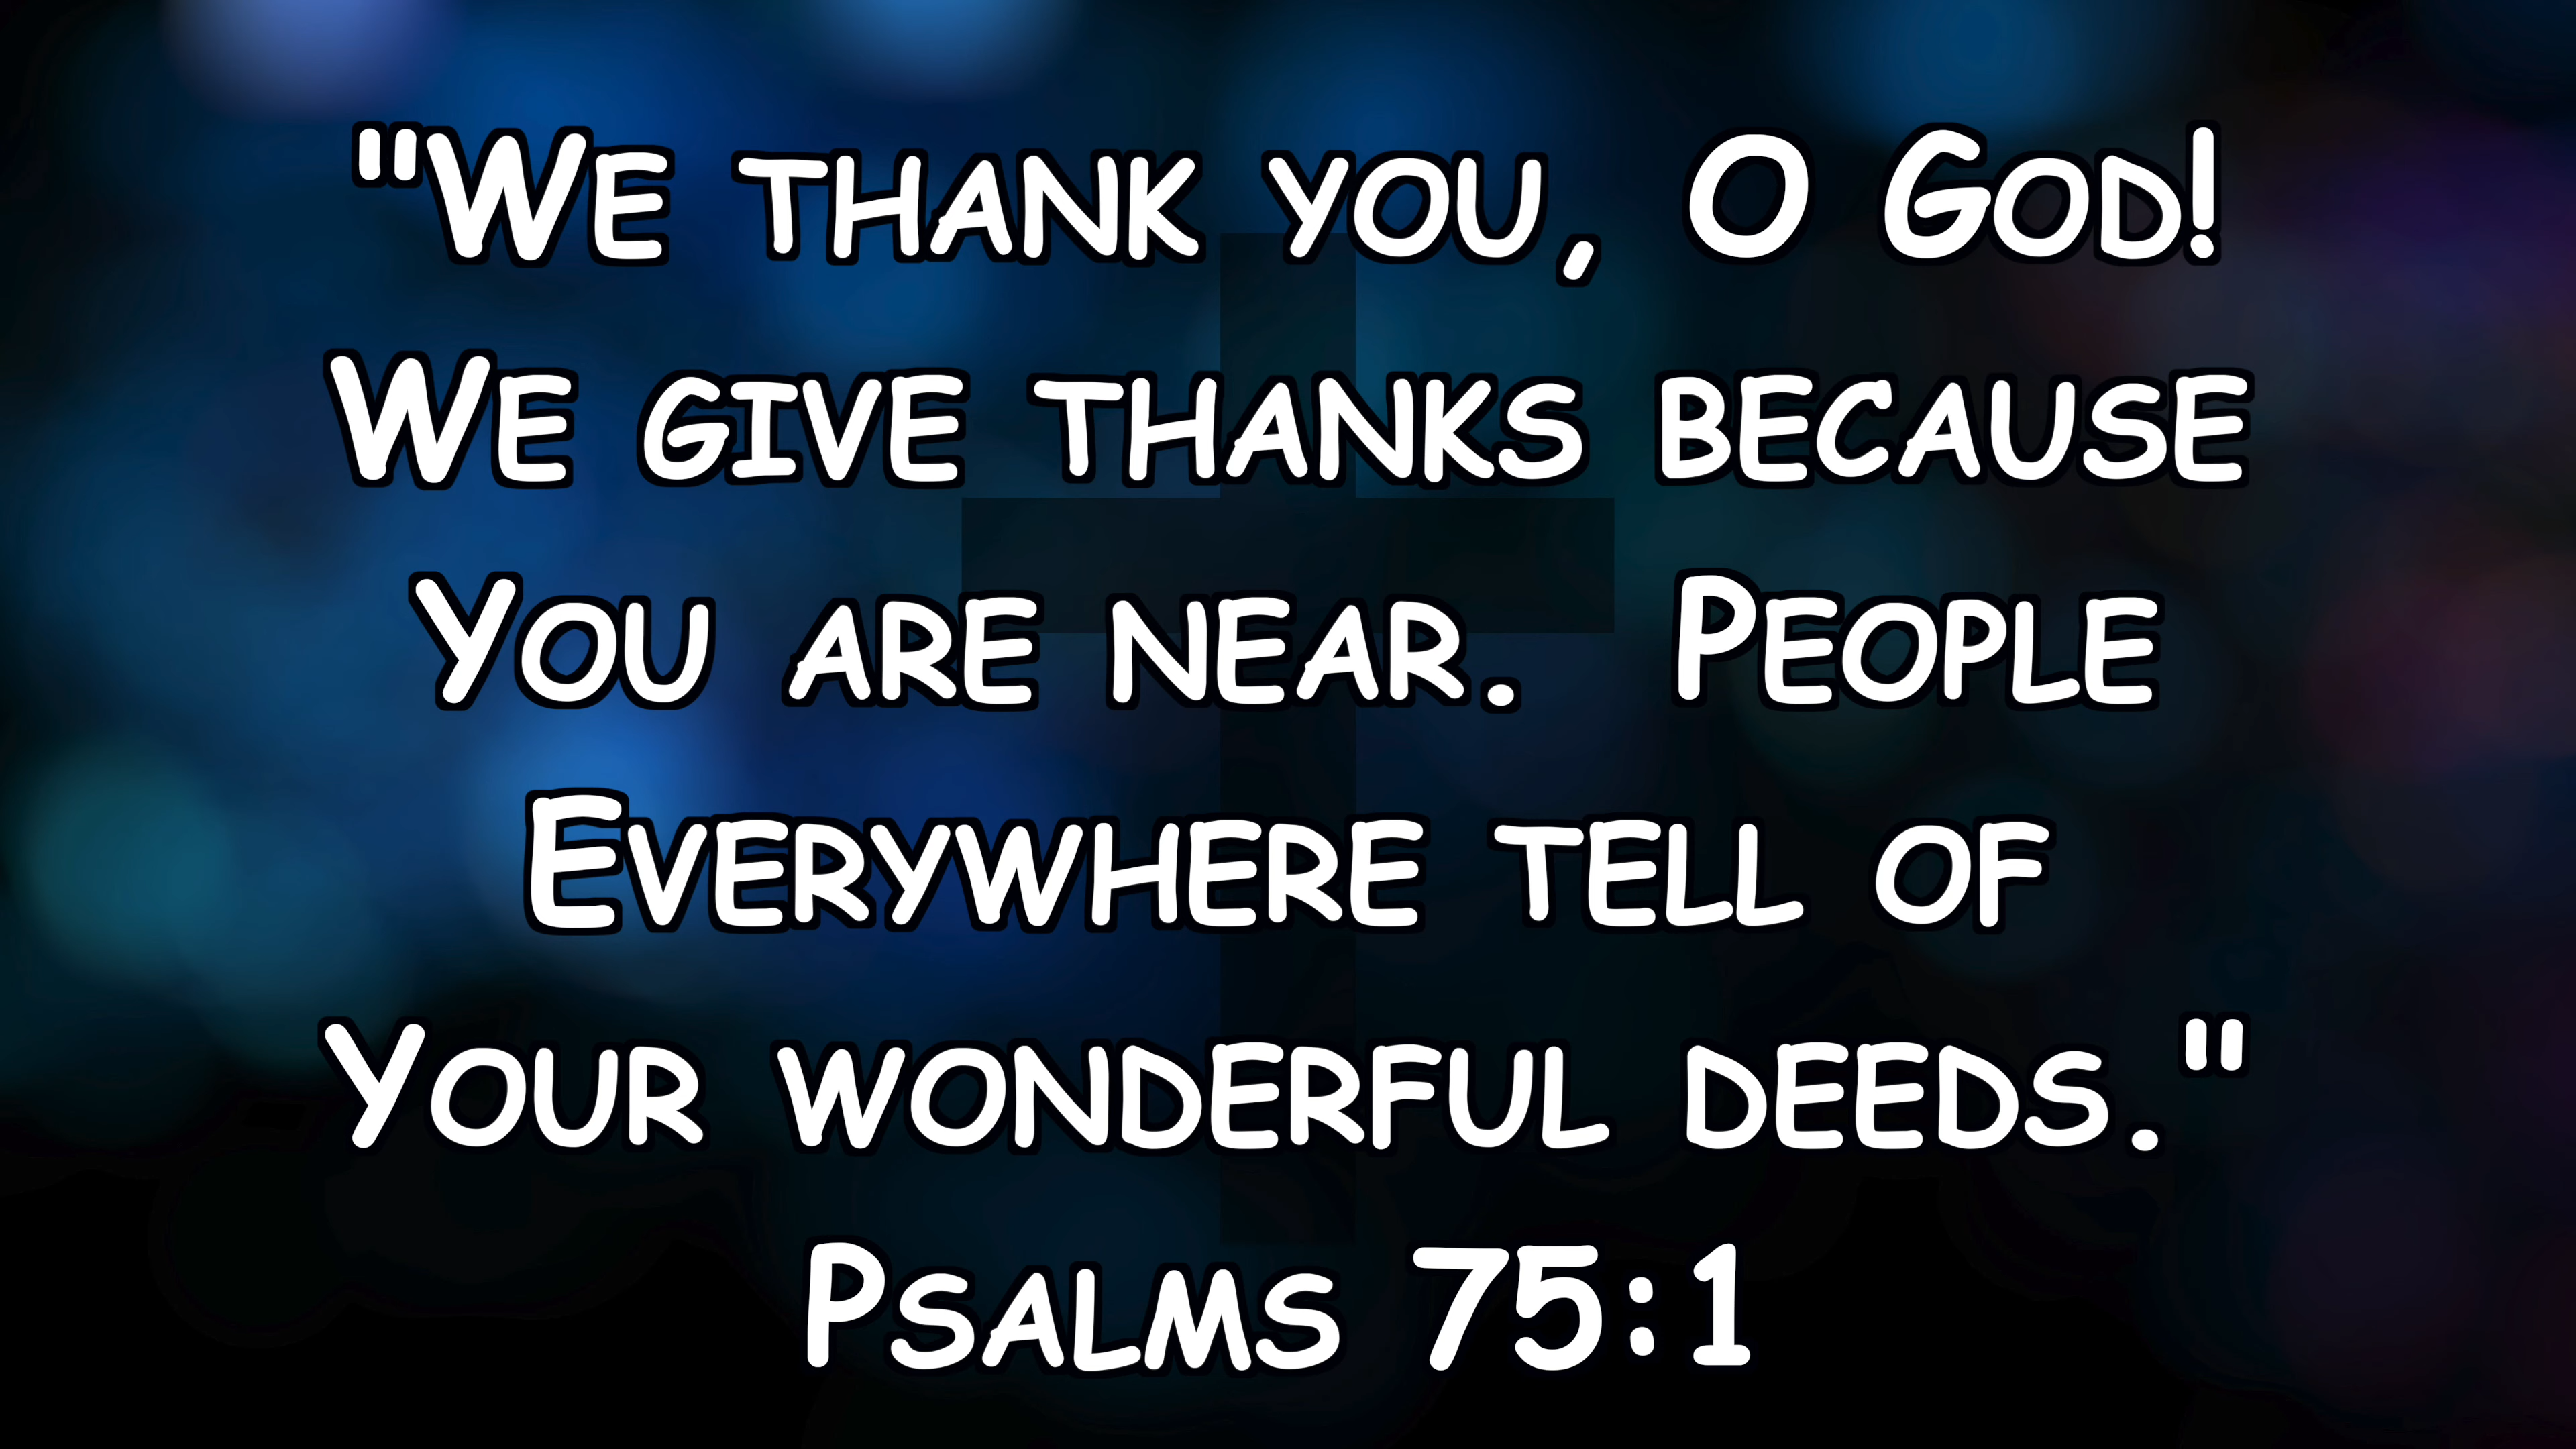 "We thank you, O God!
We give thanks because
You are near.  People
Everywhere tell of
Your wonderful deeds."
Psalms 75:1